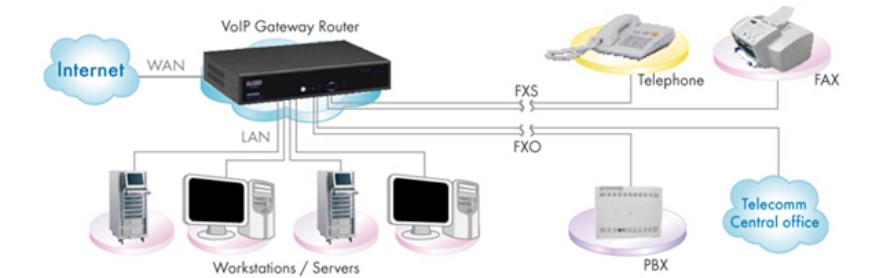 VoIP Gateway Router
Internet
WAN
LAN
FXS
FXO
Telephone
FAX
Telecomm
Central office
PBX
Workstations / Servers